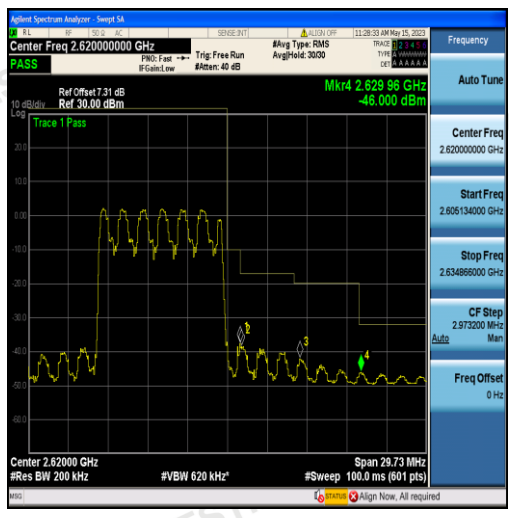 Agilent Spectrum Analyzer - Swept SA
RL RF 50 Ω AC SENSE:INT ALIGN OFF 11:28:33 AM May 15, 2023
Center Freq 2.620000000 GHz #Avg Type: RMS TRACE 1 2 3 4 5 6 Frequency
PNO: Fast Trig: Free Run Avg|Hold: 30/30 TYPE A
PASS IFGain:Low #Atten: 40 dB DET A A A A A A
Auto Tune
Ref Offset 7.31 dB Mkr4 2.629 96 GHz
10 dB/div Ref 30.00 dBm -46.000 dBm
Log
Trace 1 Pass
Center Freq
2.620000000 GHz
20.0
10.0
Start Freq
2.605134000 GHz
0.00
-10.0
Stop Freq
2.634866000 GHz
-20.0
CF Step
2.973200 MHz
Auto Man
-30.0
2
3
4
-40.0
Freq Offset
0 Hz
-50.0
-60.0
Center 2.62000 GHz Span 29.73 MHz
#Res BW 200 kHz #VBW 620 kHz* #Sweep 100.0 ms (601 pts)
MSG STATUS Align Now, All required